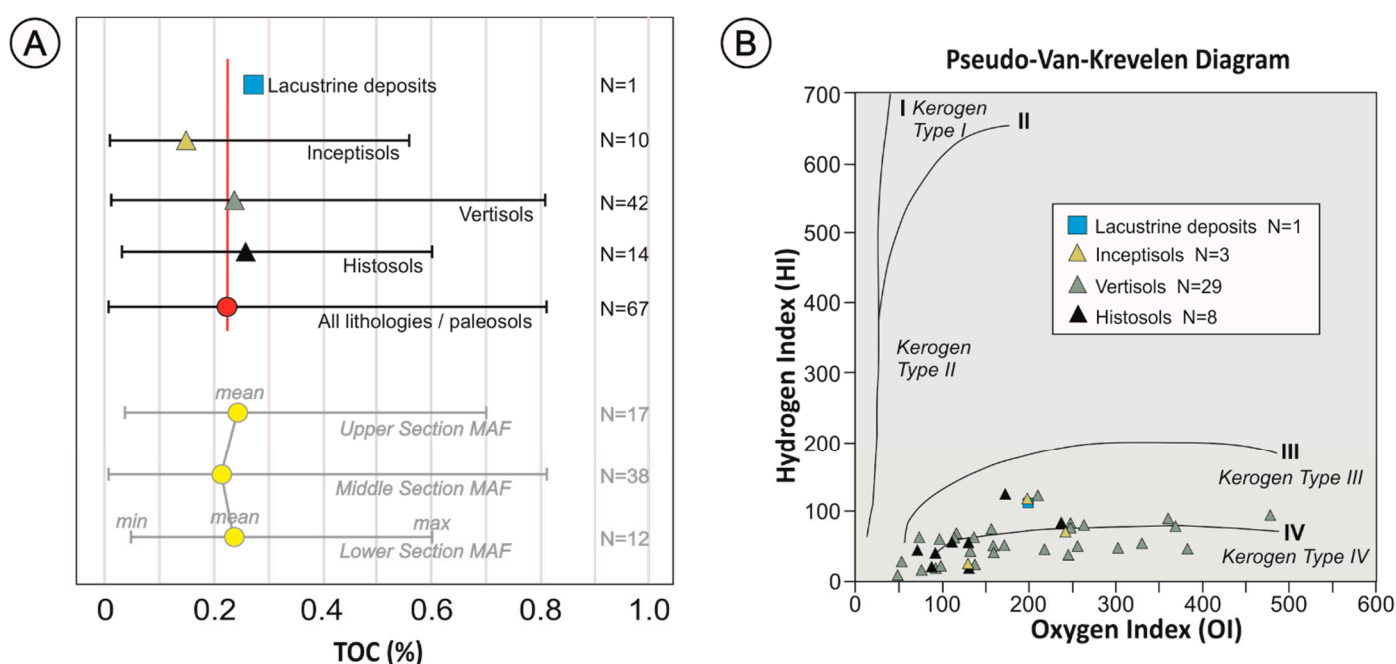 A
Lacustrine deposits
N=1
Inceptisols
N=10
Vertisols
N=42
Histosols
N=14
All lithologies / paleosols
N=67
mean
Upper Section MAF
N=17
Middle Section MAF
N=38
min
mean
max
Lower Section MAF
N=12
0
0.2
0.4
0.6
0.8
1.0
TOC (%)
B
Pseudo-Van-Krevelen Diagram
Hydrogen Index (HI)
700
600
500
400
300
200
100
0
I Kerogen
Type I
II
Lacustrine deposits N=1
Inceptisols N=3
Vertisols N=29
Histosols N=8
Kerogen
Type II
III
Kerogen Type III
IV
Kerogen Type IV
0
100
200
300
400
500
600
Oxygen Index (OI)